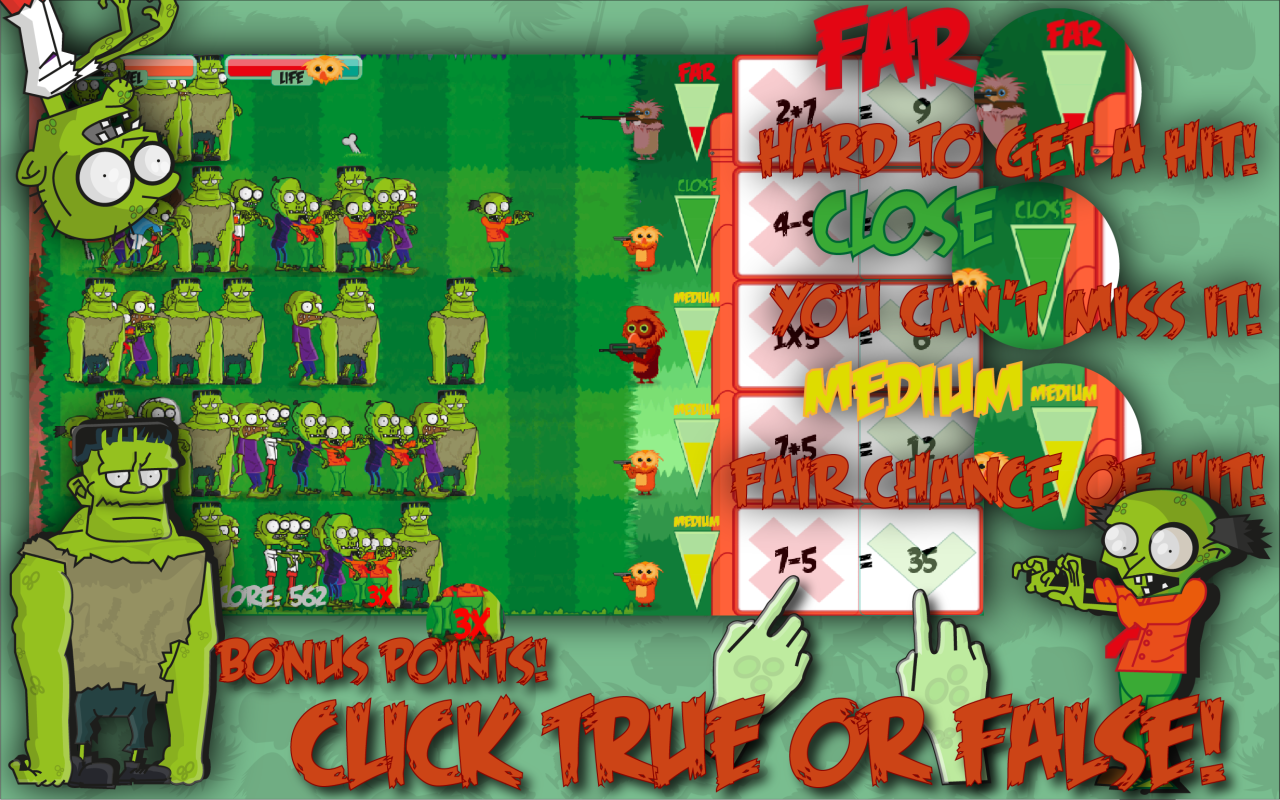 FAR
FAR
FAR
LIFE
2+7 = 9
HARD TO GET A HIT!
CLOSE
CLOSE
CLOSE
4-9
YOU CAN'T MISS IT!
MEDIUM
1X5 = 6
MEDIUM
MEDIUM
MEDIUM
7+5 = 12
FAIR CHANCE OF HIT!
MEDIUM
7-5 = 35
SCORE: 562 3X
3X
BONUS POINTS!
CLICK TRUE OR FALSE!